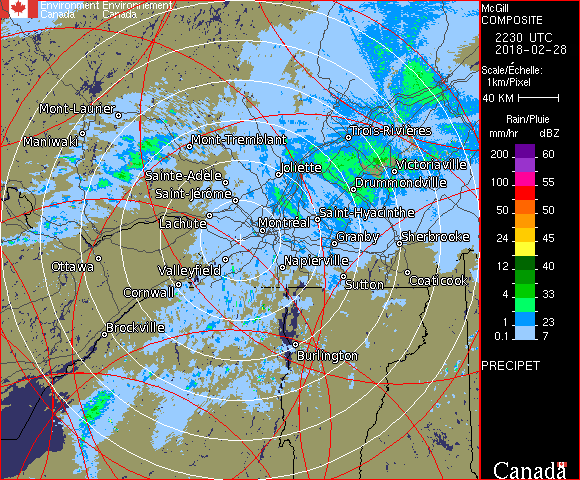 Environment Environnement
Canada Canada
McGill
COMPOSITE
2230 UTC
2018-02-28
Scale/Échelle:
1km/Pixel
40 KM
Rain/Pluie
mm/hr dBZ
200 60
100 55
50 50
24 45
12 40
4 33
1 23
0.1 7
PRECIPET
Canada
Mont-Laurier
Maniwaki
Mont-Tremblant
Trois-Rivières
Sainte-Adèle
Joliette
Victoriaville
Saint-Jérôme
Drummondville
Lachute
Montréal
Saint-Hyacinthe
Granby
Sherbrooke
Ottawa
Valleyfield
Napierville
Cornwall
Sutton
Coaticook
Brockville
Burlington